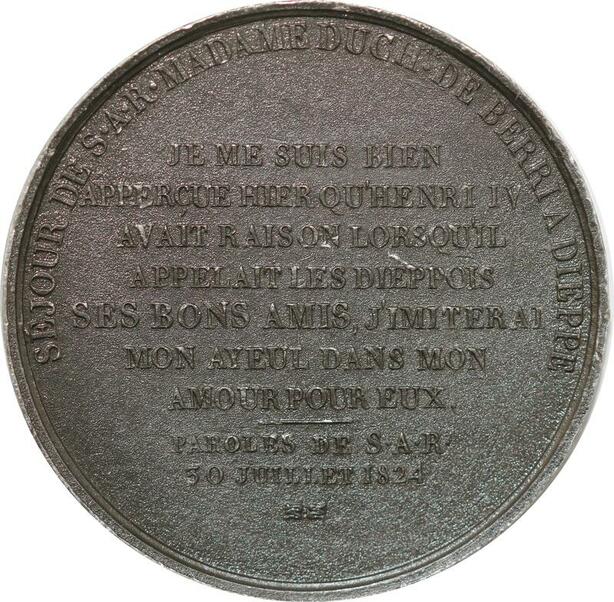 SÉJOUR DE S·A·R· MADAME DUCH· DE BERRI A DIEPPE
JE ME SUIS BIEN
APPERÇUE HIER QU'HENRI IV
AVAIT RAISON LORSQU'IL
APPELAIT LES DIEPPOIS
SES BONS AMIS, J'IMITERAI
MON AYEUL DANS MON
AMOUR POUR EUX.
PAROLES DE S·A·R·
30 JUILLET 1824